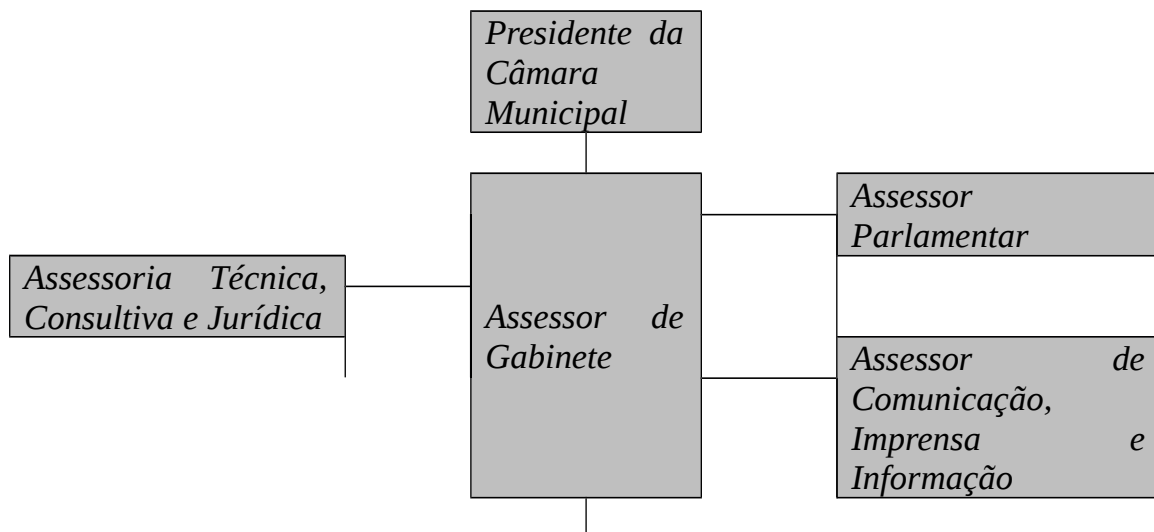 Presidente da
Câmara
Municipal
Assessor
Parlamentar
Assessoria Técnica,
Consultiva e Jurídica
Assessor de
Gabinete
Assessor de
Comunicação,
Imprensa e
Informação